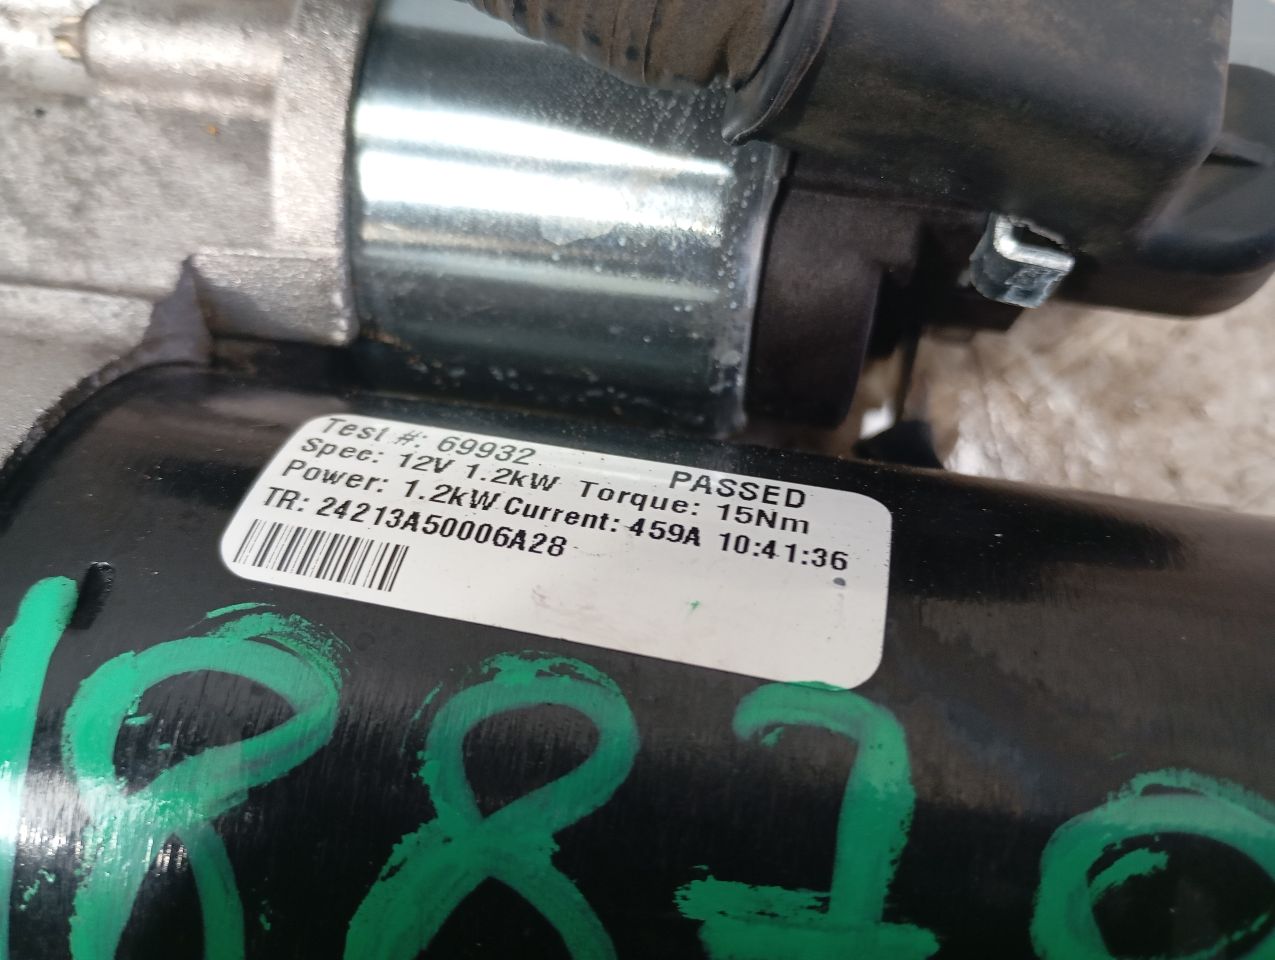 Test #: 69932 PASSED
Spec: 12V 1.2kW Torque: 15Nm
Power: 1.2kW Current: 459A 10:41:36
TR: 24213A50006A28